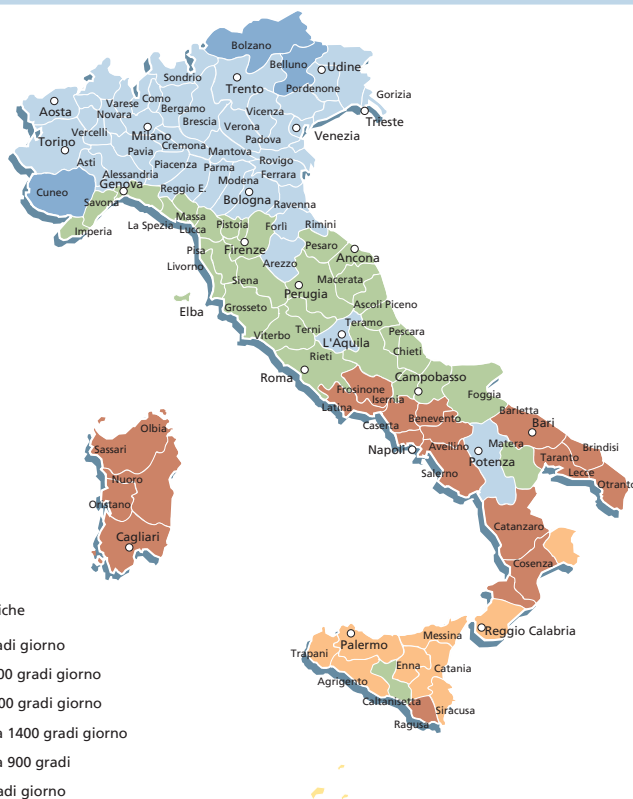 Bolzano
Belluno
Udine
Sondrio
Trento
Pordenone
Gorizia
Aosta
Varese
Como
Novara
Bergamo
Vicenza
Trieste
Brescia
Verona
Venezia
Torino
Vercelli
Milano
Padova
Pavia
Cremona
Mantova
Asti
Piacenza
Parma
Rovigo
Alessandria
Ferrara
Cuneo
Genova
Reggio E.
Modena
Savona
Bologna
Ravenna
Imperia
La Spezia
Massa
Lucca
Pistoia
Forlì
Rimini
Pisa
Firenze
Pesaro
Ancona
Livorno
Arezzo
Siena
Macerata
Perugia
Elba
Grosseto
Ascoli Piceno
Viterbo
Terni
Teramo
Pescara
L'Aquila
Chieti
Rieti
Roma
Campobasso
Frosinone
Isernia
Foggia
Latina
Caserta
Benevento
Barletta
Bari
Napoli
Avellino
Matera
Brindisi
Potenza
Taranto
Salerno
Lecce
Otranto
Olbia
Sassari
Nuoro
Oristano
Cagliari
Catanzaro
Cosenza
Reggio Calabria
Messina
Palermo
Trapani
Enna
Catania
Agrigento
Caltanisetta
Siracusa
Ragusa
iche
adi giorno
00 gradi giorno
00 gradi giorno
a 1400 gradi giorno
a 900 gradi
adi giorno